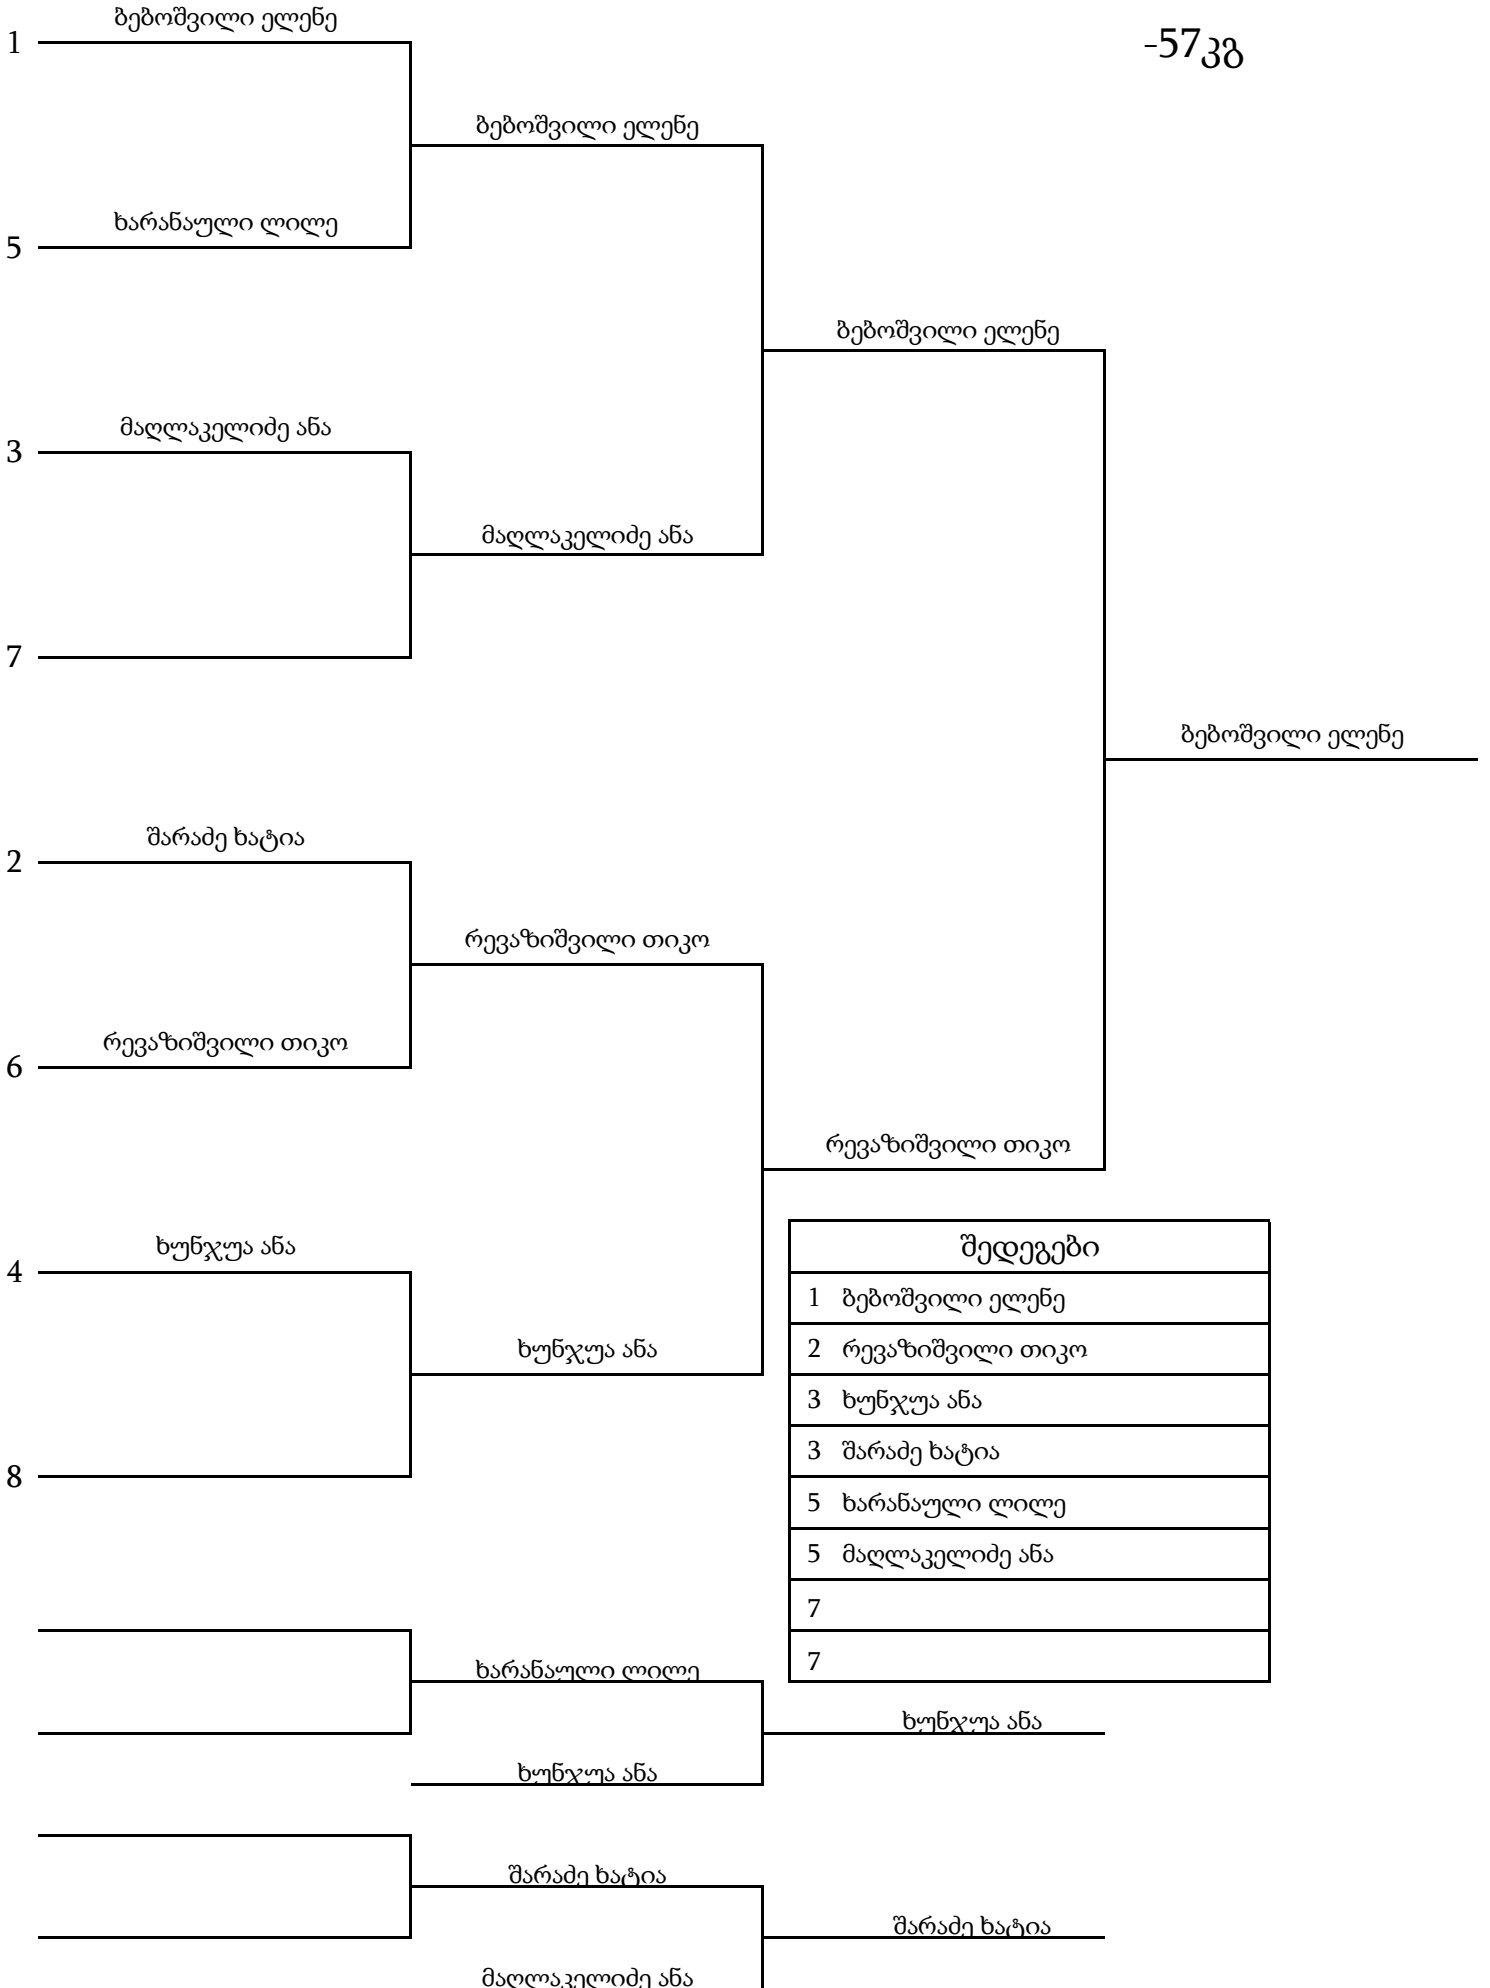 ბებოშვილი ელენე
1
-57კგ
ბებოშვილი ელენე
ხარანაული ლილე
5
ბებოშვილი ელენე
მაღლაკელიძე ანა
3
მაღლაკელიძე ანა
7
ბებოშვილი ელენე
შარაძე ხატია
2
რევაზიშვილი თიკო
რევაზიშვილი თიკო
6
რევაზიშვილი თიკო
ხუნჯუა ანა
4
ხუნჯუა ანა
8
შედეგები
1 ბებოშვილი ელენე
2 რევაზიშვილი თიკო
3 ხუნჯუა ანა
3 შარაძე ხატია
5 ხარანაული ლილე
5 მაღლაკელიძე ანა
7
7
ხარანაული ლილე
ხუნჯუა ანა
ხუნჯუა ანა
შარაძე ხატია
შარაძე ხატია
მაღლაკელიძე ანა